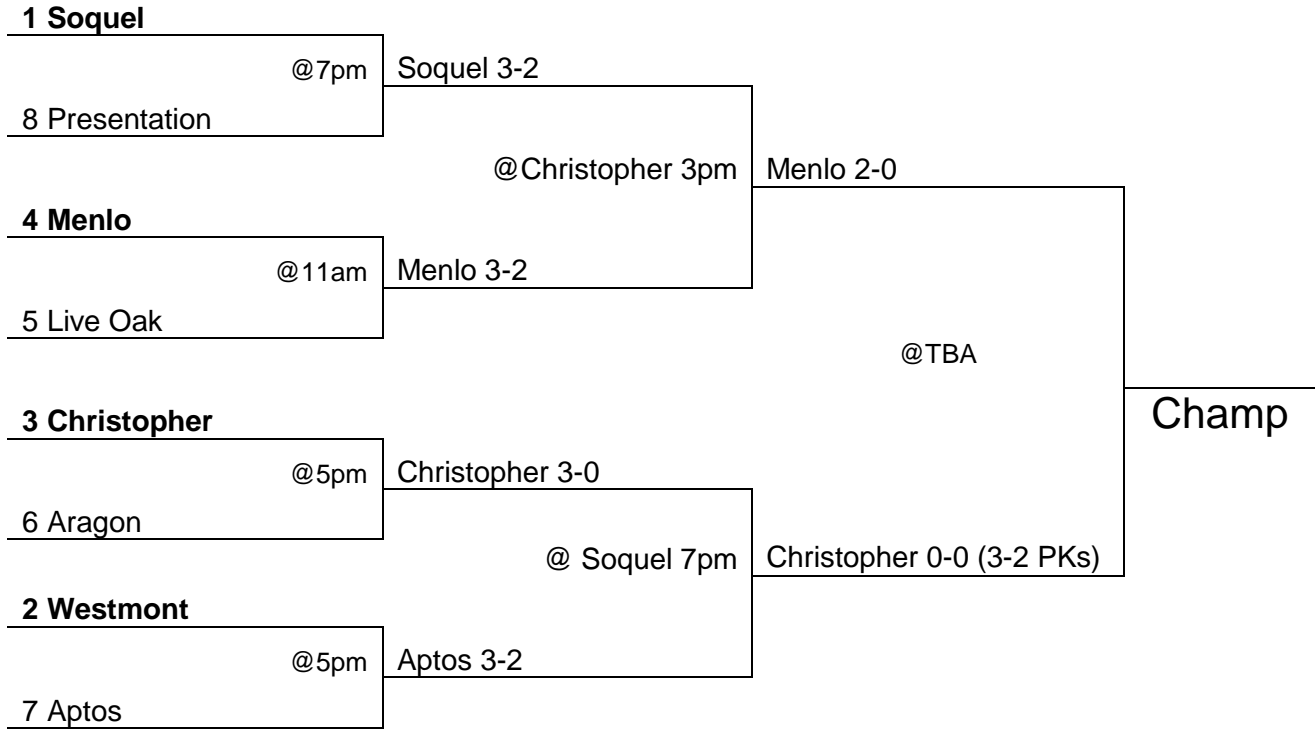 1 Soquel
@7pm
Soquel 3-2
8 Presentation
@Christopher 3pm
Menlo 2-0
4 Menlo
@11am
Menlo 3-2
5 Live Oak
@TBA
Champ
3 Christopher
@5pm
Christopher 3-0
6 Aragon
@ Soquel 7pm
Christopher 0-0 (3-2 PKs)
2 Westmont
@5pm
Aptos 3-2
7 Aptos